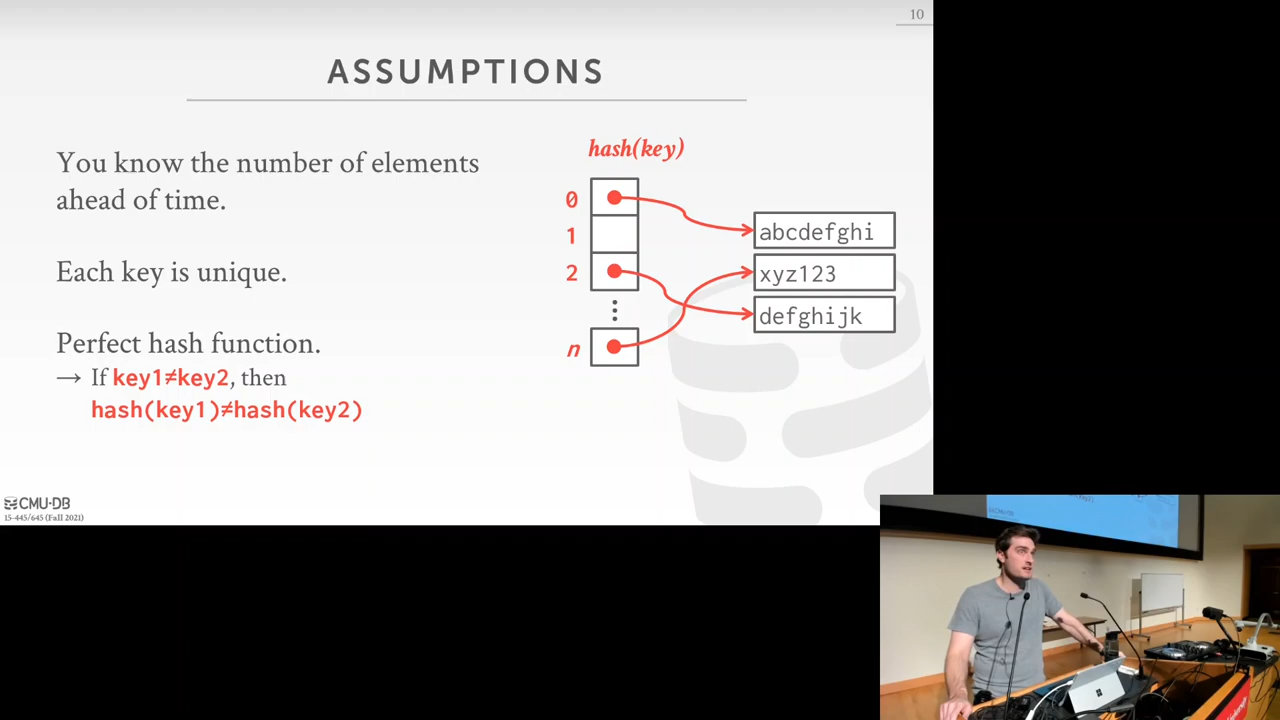 10
ASSUMPTIONS
You know the number of elements
ahead of time.
Each key is unique.
Perfect hash function.
→ If key1≠key2, then
hash(key1)≠hash(key2)
hash(key)
0
1
2
n
abcdefghi
xyz123
defghijk
CMU·DB
15-445/645 (Fall 2021)